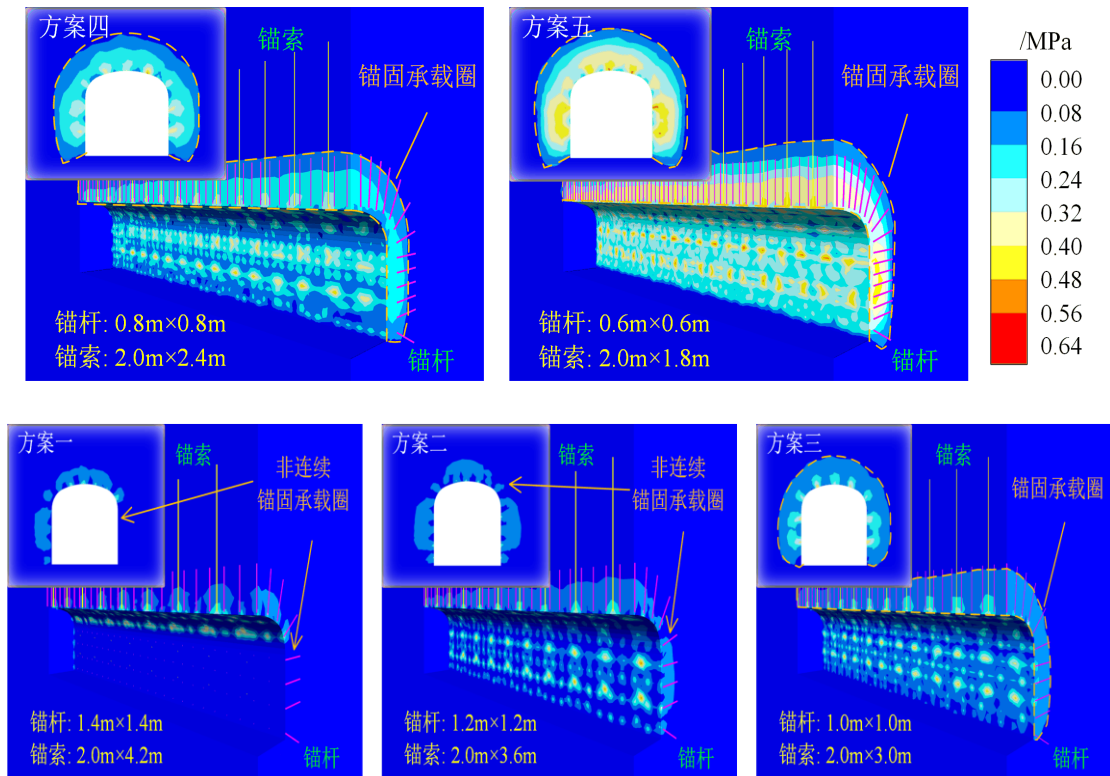 方案四
锚索
锚固承载圈
锚杆: 0.8m×0.8m
锚索: 2.0m×2.4m
锚杆
方案五
锚索
锚固承载圈
锚杆: 0.6m×0.6m
锚索: 2.0m×1.8m
锚杆
/MPa
0.00
0.08
0.16
0.24
0.32
0.40
0.48
0.56
0.64
方案一
锚索
非连续
锚固承载圈
锚杆: 1.4m×1.4m
锚索: 2.0m×4.2m
锚杆
方案二
锚索
非连续
锚固承载圈
锚杆: 1.2m×1.2m
锚索: 2.0m×3.6m
锚杆
方案三
锚索
锚固承载圈
锚杆: 1.0m×1.0m
锚索: 2.0m×3.0m
锚杆